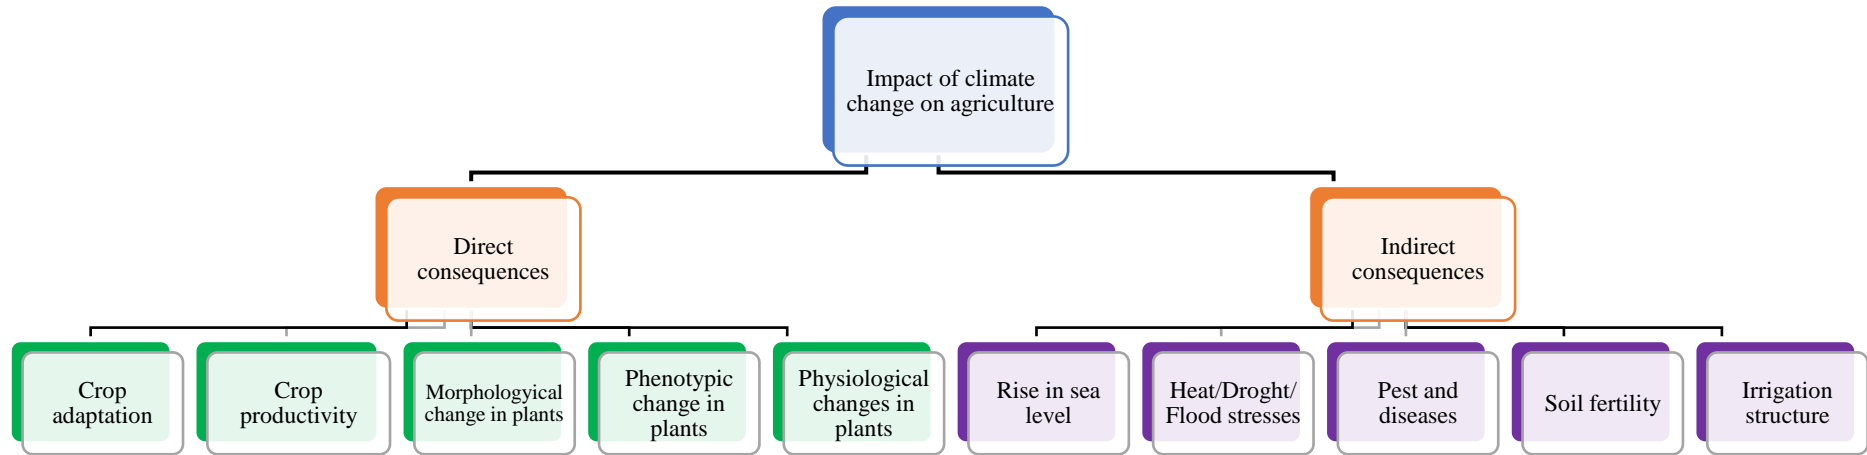 Impact of climate
change on agriculture
Direct
consequences
Indirect
consequences
Crop
adaptation
Crop
productivity
Morphologyical
change in plants
Phenotypic
change in
plants
Physiological
changes in
plants
Rise in sea
level
Heat/Droght/
Flood stresses
Pest and
diseases
Soil fertility
Irrigation
structure